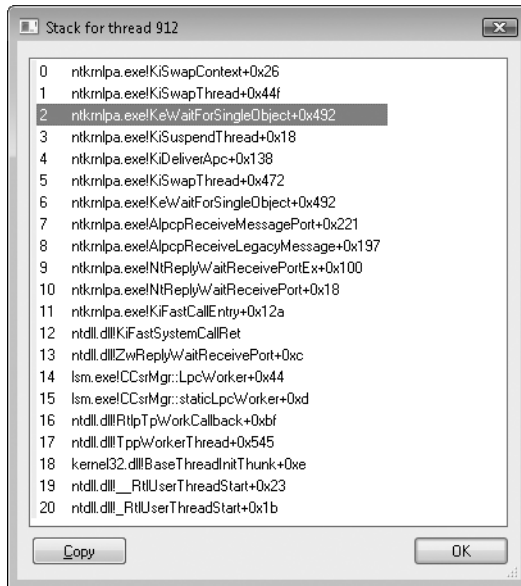 Stack for thread 912
0 ntkrnlpa.exe!KiSwapContext+0x26
1 ntkrnlpa.exe!KiSwapThread+0x44f
2 ntkrnlpa.exe!KeWaitForSingleObject+0x492
3 ntkrnlpa.exe!KiSuspendThread+0x18
4 ntkrnlpa.exe!KiDeliverApc+0x138
5 ntkrnlpa.exe!KiSwapThread+0x472
6 ntkrnlpa.exe!KeWaitForSingleObject+0x492
7 ntkrnlpa.exe!AlpcpReceiveMessagePort+0x221
8 ntkrnlpa.exe!AlpcpReceiveLegacyMessage+0x197
9 ntkrnlpa.exe!NtReplyWaitReceivePortEx+0x100
10 ntkrnlpa.exe!NtReplyWaitReceivePort+0x18
11 ntkrnlpa.exe!KiFastCallEntry+0x12a
12 ntdll.dll!KiFastSystemCallRet
13 ntdll.dll!ZwReplyWaitReceivePort+0xc
14 lsm.exe!CCsrMgr::LpcWorker+0x44
15 lsm.exe!CCsrMgr::staticLpcWorker+0xd
16 ntdll.dll!RtlpTpWorkCallback+0xbf
17 ntdll.dll!TppWorkerThread+0x545
18 kernel32.dll!BaseThreadInitThunk+0xe
19 ntdll.dll!__RtlUserThreadStart+0x23
20 ntdll.dll!_RtlUserThreadStart+0x1b
Copy OK